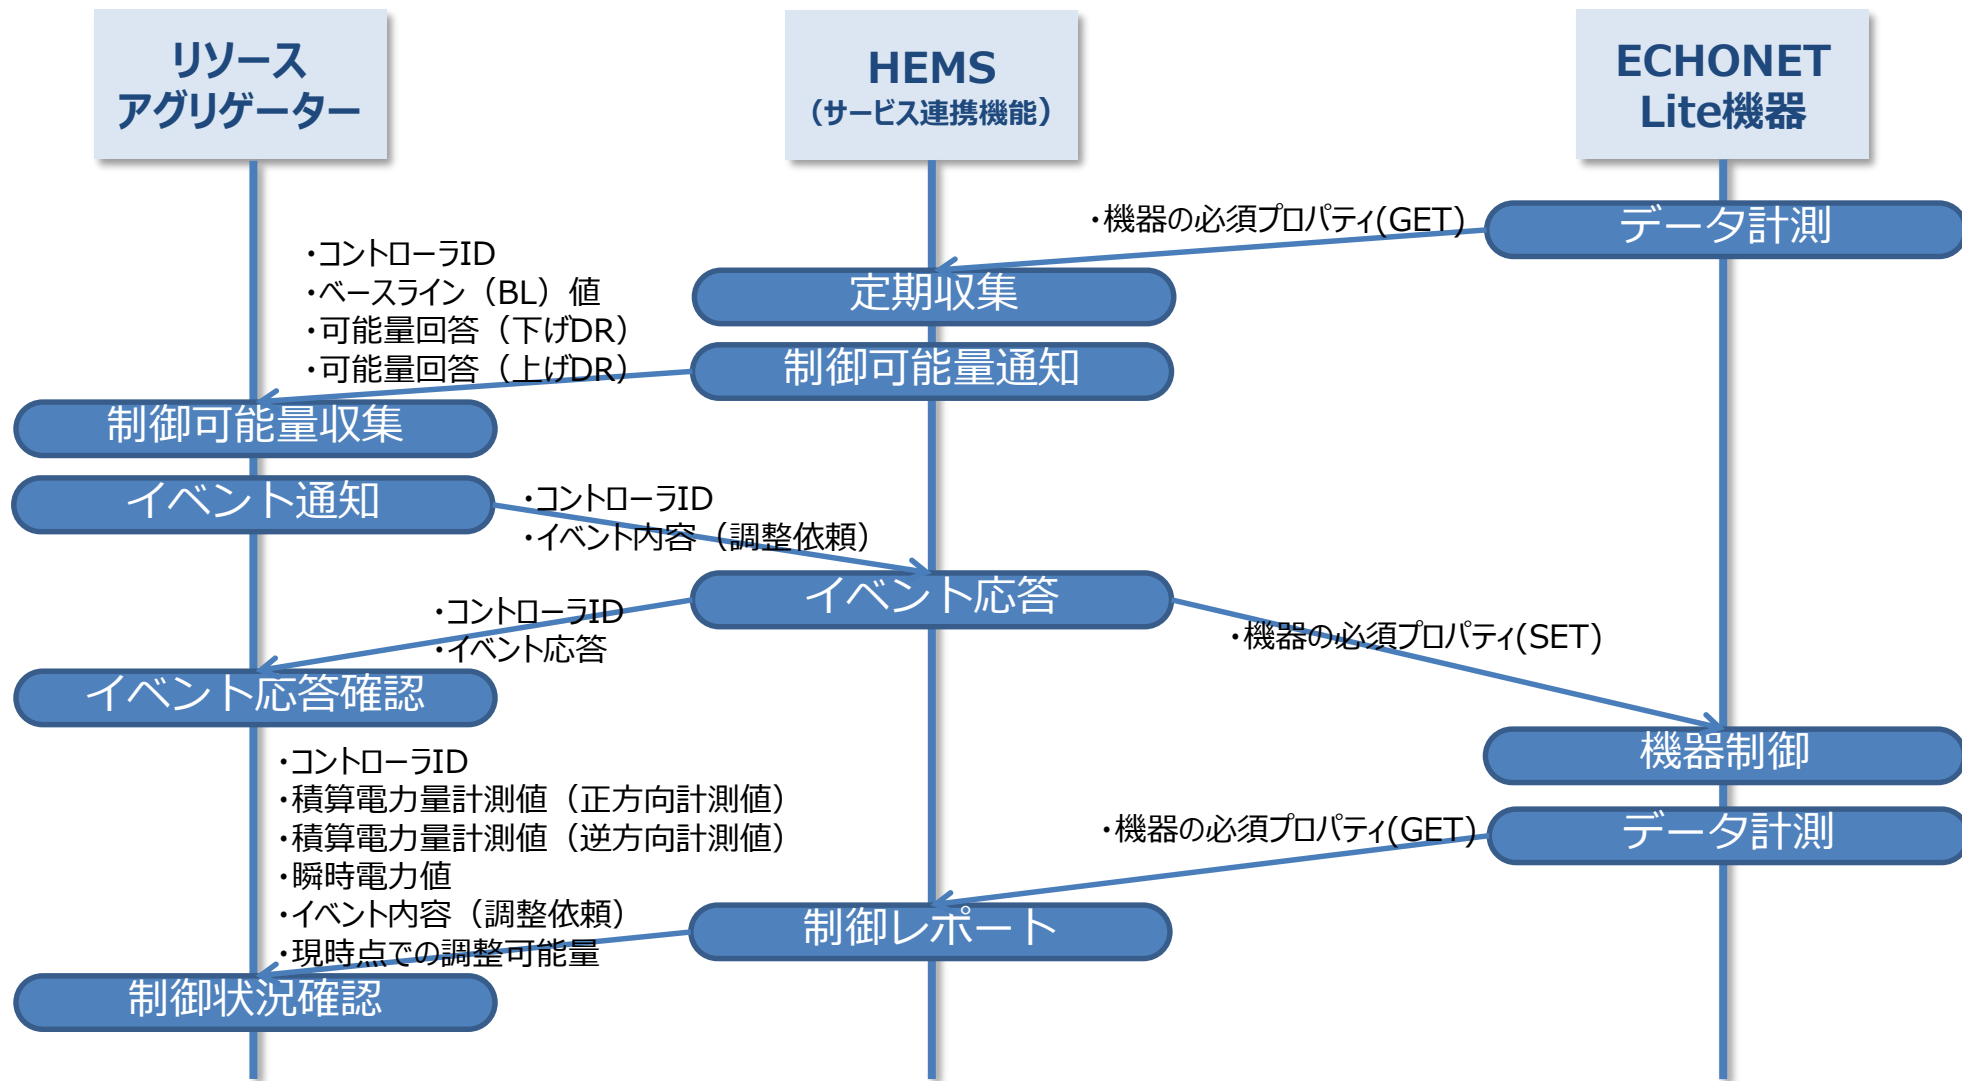 リソース
アグリゲーター
HEMS
（サービス連携機能）
ECHONET
Lite機器
・機器の必須プロパティ(GET)
データ計測
・コントローラID
・ベースライン（BL）値
・可能量回答（下げDR）
・可能量回答（上げDR）
定期収集
制御可能量通知
制御可能量収集
イベント通知
・コントローラID
・イベント内容（調整依頼）
イベント応答
・コントローラID
・イベント応答
・機器の必須プロパティ(SET)
イベント応答確認
機器制御
・コントローラID
・積算電力量計測値（正方向計測値）
・積算電力量計測値（逆方向計測値）
・瞬時電力値
・イベント内容（調整依頼）
・現時点での調整可能量
・機器の必須プロパティ(GET)
データ計測
制御レポート
制御状況確認